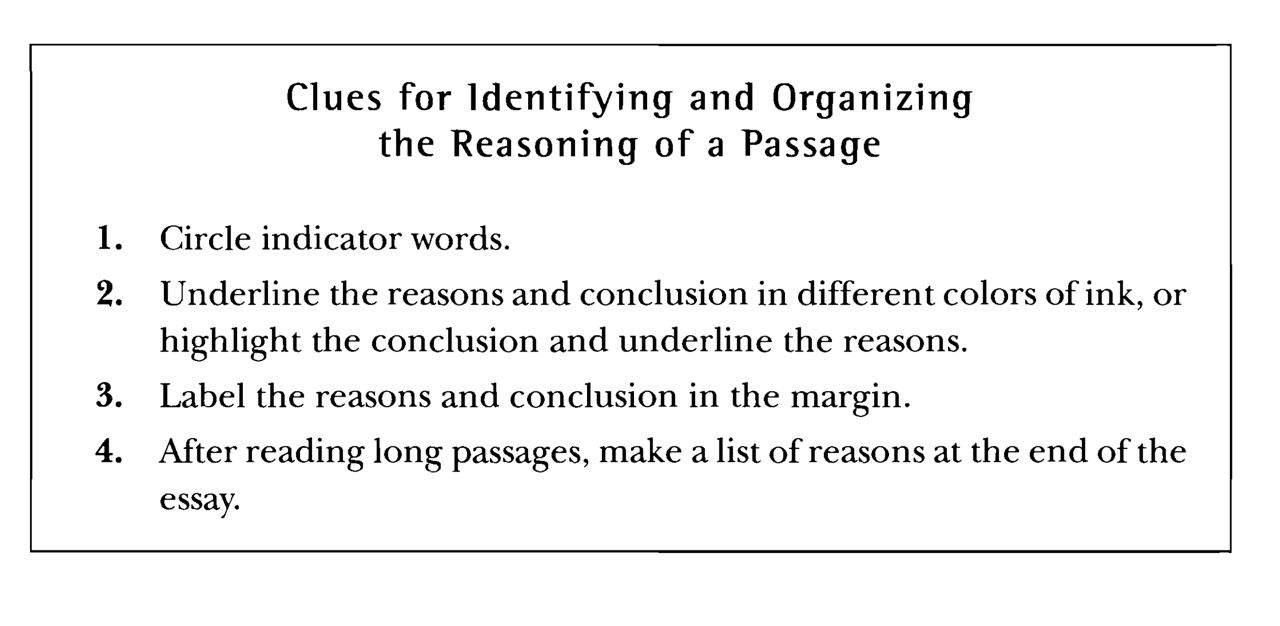 Clues for Identifying and Organizing
the Reasoning of a Passage
1. Circle indicator words.
2. Underline the reasons and conclusion in different colors of ink, or
highlight the conclusion and underline the reasons.
3. Label the reasons and conclusion in the margin.
4. After reading long passages, make a list of reasons at the end of the
essay.